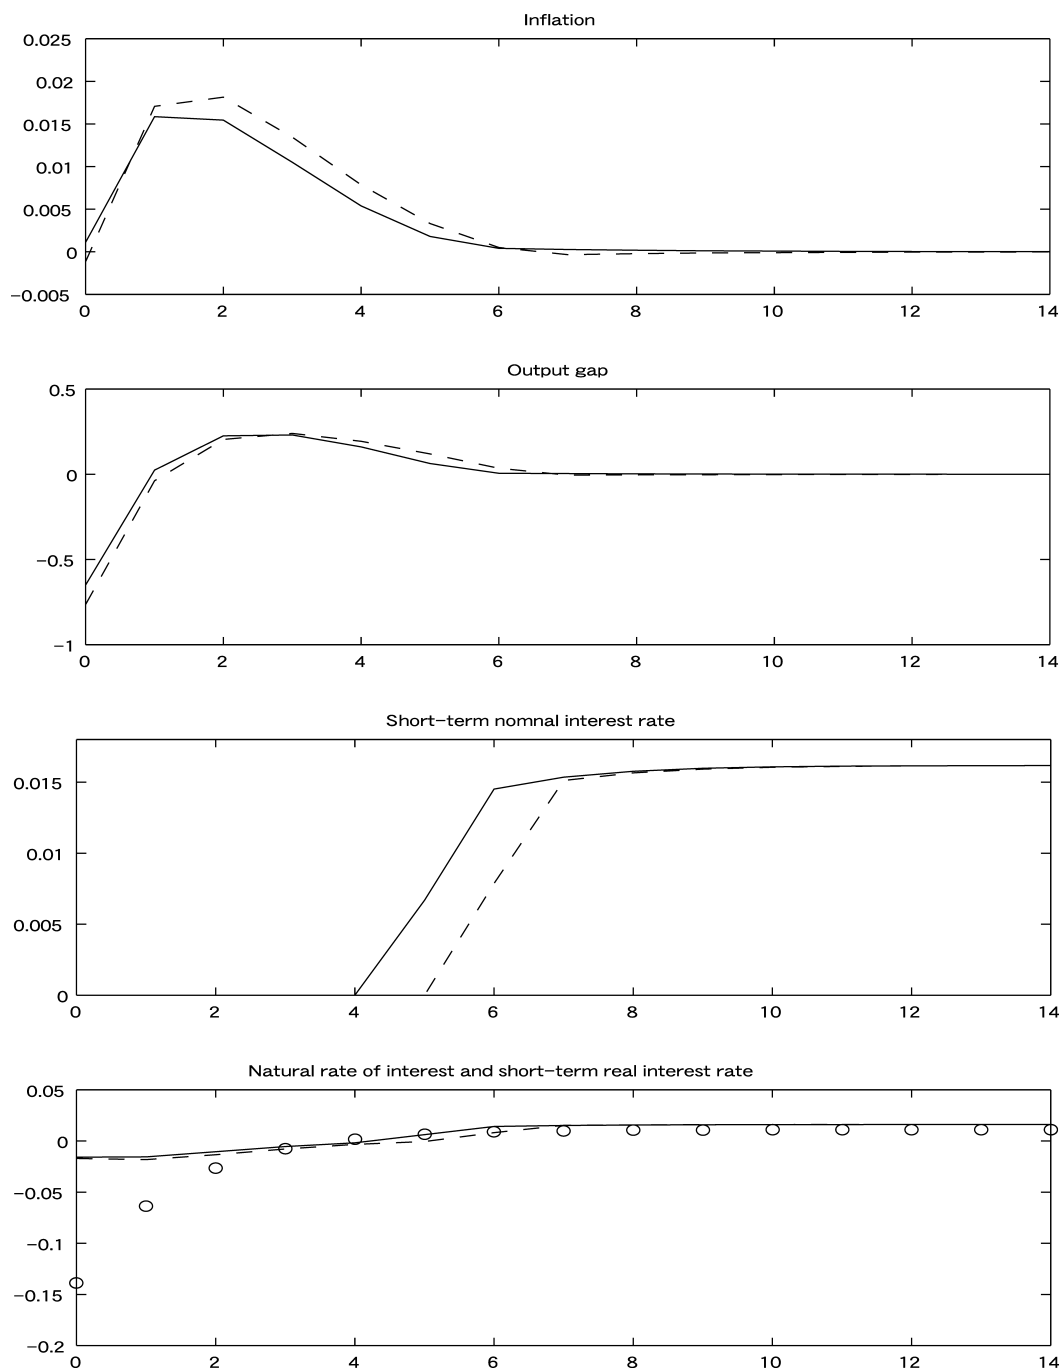 Inflation
0.025
0.02
0.015
0.01
0.005
0
−0.005
0 2 4 6 8 10 12 14
Output gap
0.5
0
−0.5
−1
0 2 4 6 8 10 12 14
Short−term nomnal interest rate
0.015
0.01
0.005
0
0 2 4 6 8 10 12 14
Natural rate of interest and short−term real interest rate
0.05
0
−0.05
−0.1
−0.15
−0.2
0 2 4 6 8 10 12 14